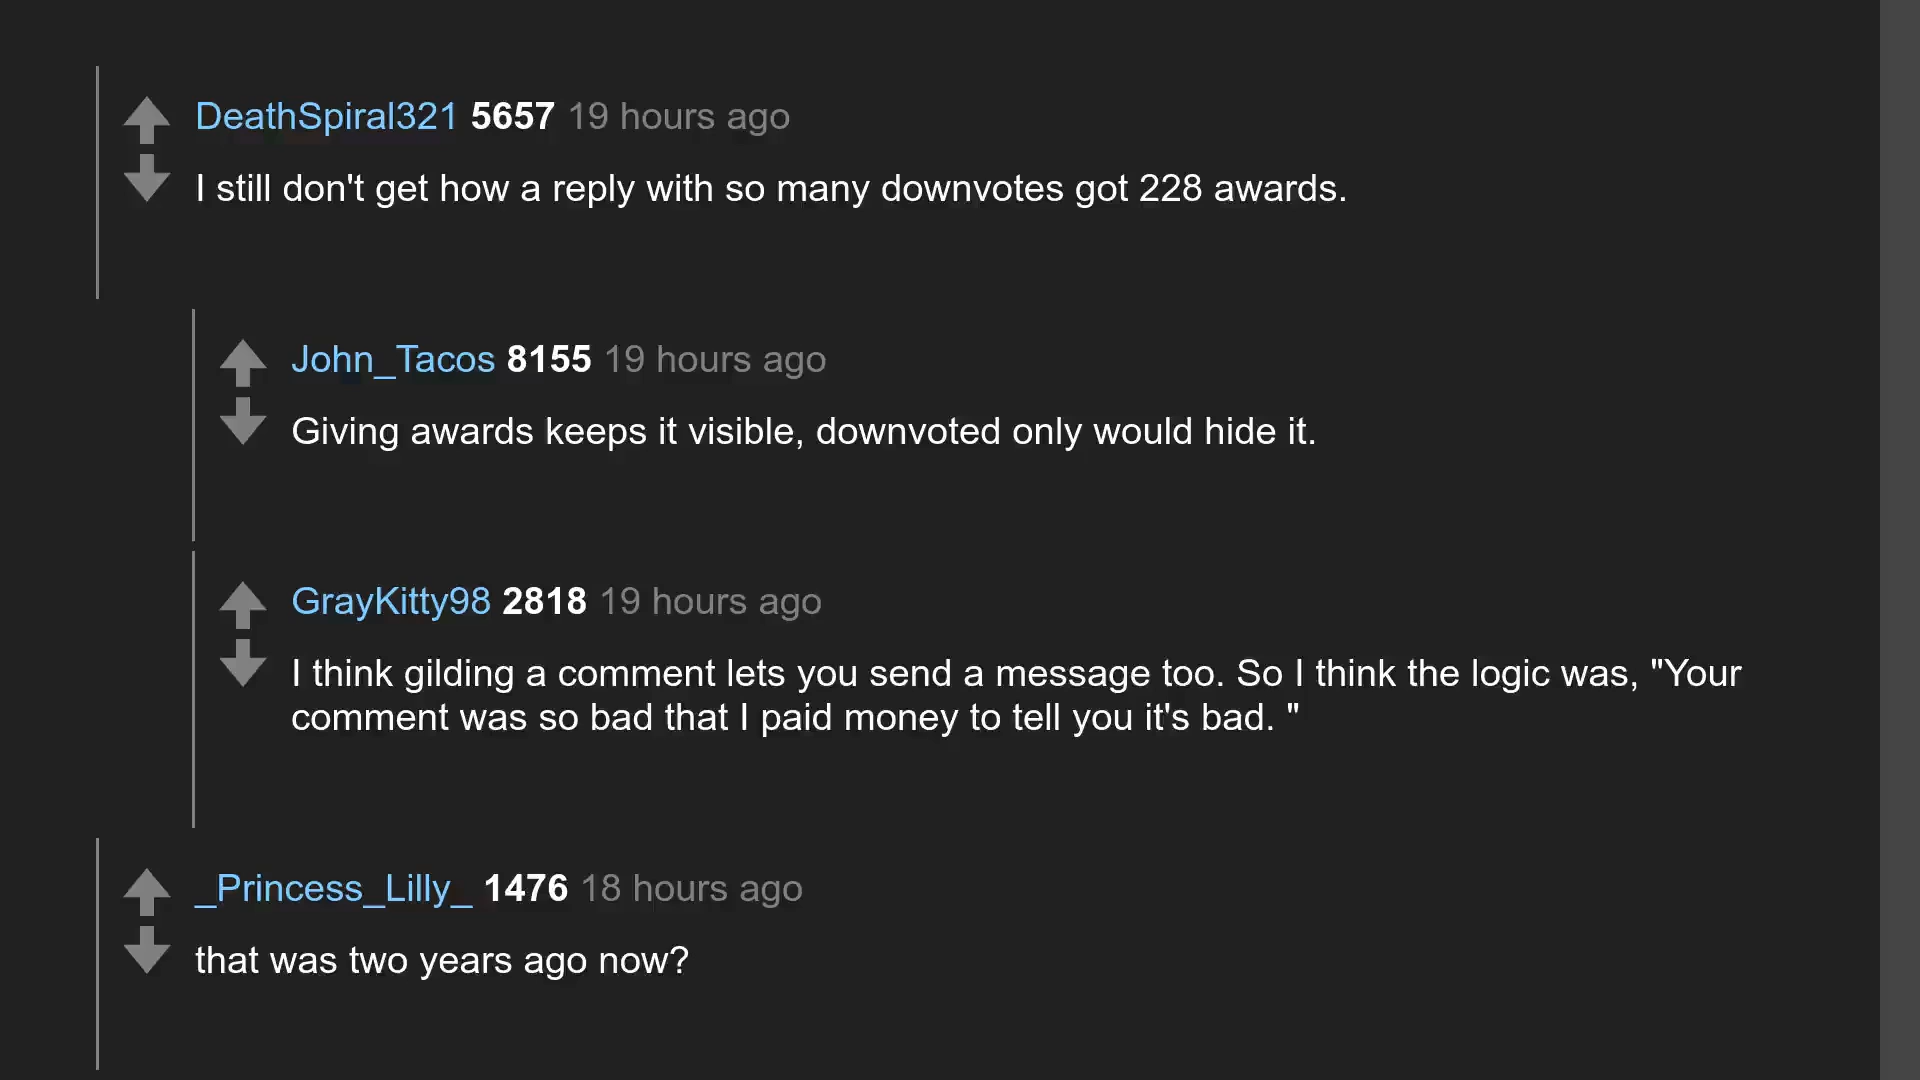 DeathSpiral321 5657 19 hours ago
I still don't get how a reply with so many downvotes got 228 awards.
John_Tacos 8155 19 hours ago
Giving awards keeps it visible, downvoted only would hide it.
GrayKitty98 2818 19 hours ago
I think gilding a comment lets you send a message too. So I think the logic was, "Your
comment was so bad that I paid money to tell you it's bad. "
_Princess_Lilly_ 1476 18 hours ago
that was two years ago now?